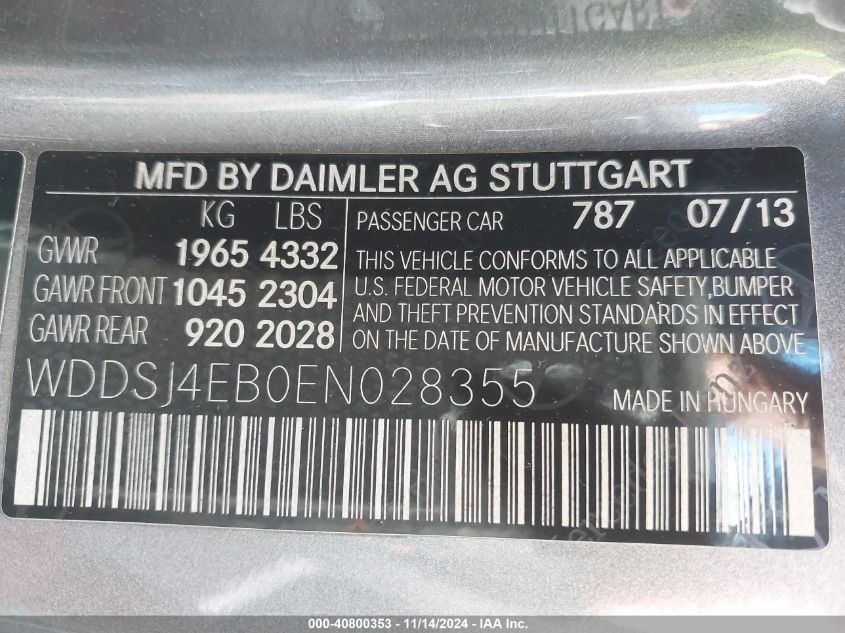 MFD BY DAIMLER AG STUTTGART
KG LBS
GVWR 1965 4332
GAWR FRONT 1045 2304
GAWR REAR 920 2028
PASSENGER CAR 787 07/13
THIS VEHICLE CONFORMS TO ALL APPLICABLE
U.S. FEDERAL MOTOR VEHICLE SAFETY, BUMPER
AND THEFT PREVENTION STANDARDS IN EFFECT
ON THE DATE OF MANUFACTURE SHOWN ABOVE
WDDSJ4EB0EN028355
MADE IN HUNGARY
000-40800353 - 11/14/2024 - IAA Inc.